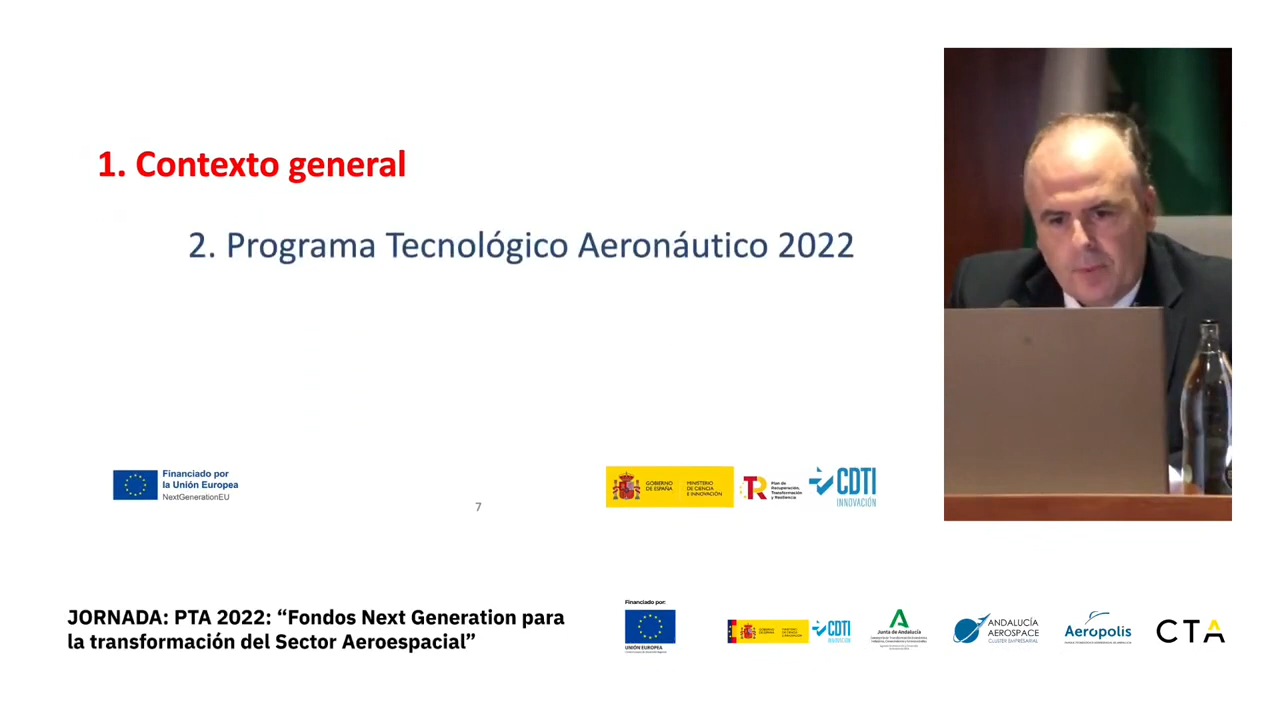 1. Contexto general
2. Programa Tecnológico Aeronáutico 2022
Financiado por
la Unión Europea
NextGenerationEU
7
GOBIERNO
DE ESPAÑA
MINISTERIO
DE CIENCIA
E INNOVACIÓN
TR
Plan de
Recuperación,
Transformación
y Resiliencia
CDTI
INNOVACIÓN
JORNADA: PTA 2022: “Fondos Next Generation para
la transformación del Sector Aeroespacial”
Financiado por:
UNIÓN EUROPEA
CDTI
INNOVACIÓN
Junta de Andalucía
ANDALUCÍA
AEROSPACE
CLUSTER EMPRESARIAL
Aeropolis
CTA